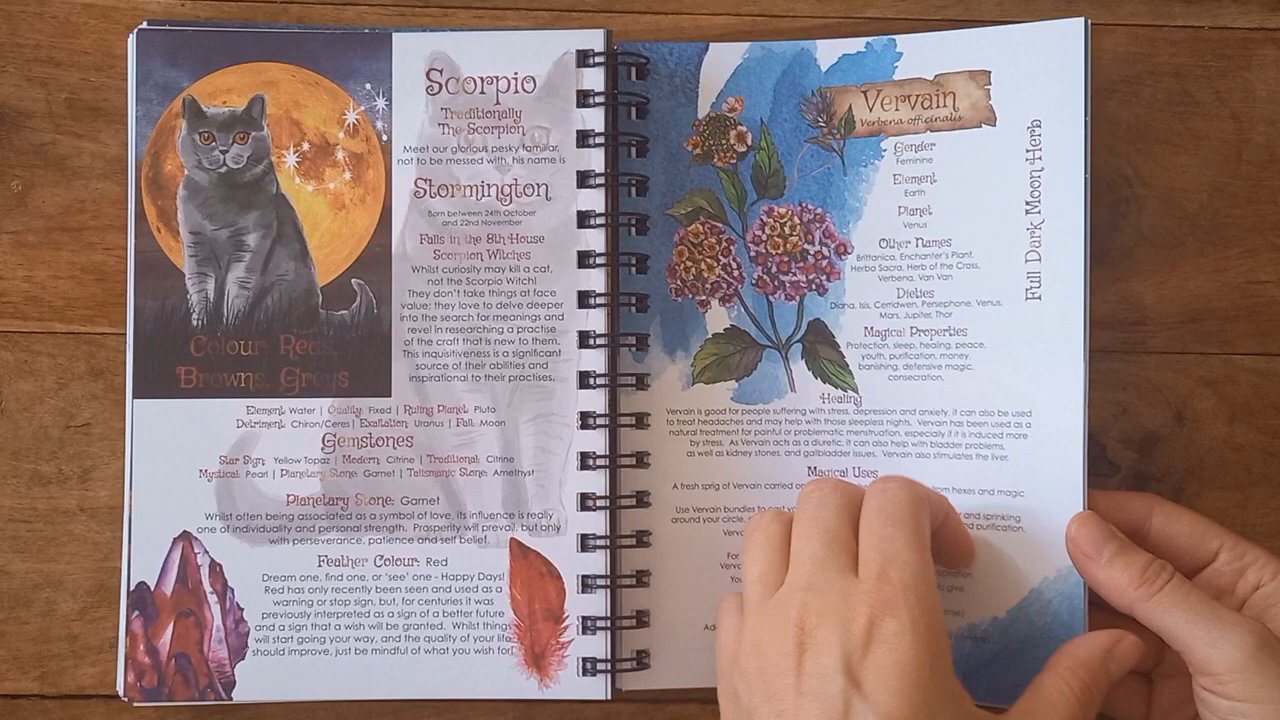 Scorpio
Traditionally
The Scorpion
Meet our glorious pesky familiar,
not to be messed with, his name is
Stormington
Born between 24th October
and 22nd November
Falls in the 8th House
Scorpion Witches
Whilst curiosity may kill a cat,
not the Scorpio Witch!
They don't take things at face
value; they love to delve deeper
into the search for meanings and
revel in researching a practise
of the craft that is new to them.
This inquisitiveness is a significant
source of their abilities and
inspirational to their practises.
Colour: Reds,
Browns, Greys
Element: Water | Quality: Fixed | Ruling Planet: Pluto
Detriment: Chiron/Ceres | Exaltation: Uranus | Fall: Moon
Gemstones
Star Sign: Yellow Topaz | Modern: Citrine | Traditional: Citrine
Mystical: Pearl | Planetary Stone: Garnet | Talismanic Stone: Amethyst
Planetary Stone: Garnet
Whilst often being associated as a symbol of love, its influence is really
one of individuality and personal strength. Prosperity will prevail, but only
with perseverance, patience and self belief.
Feather Colour: Red
Dream one, find one, or 'see' one - Happy Days!
Red has only recently been seen and used as a
warning or stop sign, but, for centuries it was
previously interpreted as a sign of a better future
and a sign that a wish will be granted. Whilst things
will start going your way, and the quality of your life
should improve, just be mindful of what you wish for!
Vervain
Verbena officinalis
Full Dark Moon Herb
Gender
Feminine
Element
Earth
Planet
Venus
Other Names
Brittanica, Enchanter's Plant,
Herba Sacra, Herb of the Cross,
Verbena, Van Van
Dieties
Diana, Isis, Cerridwen, Persephone, Venus,
Mars, Jupiter, Thor
Magical Properties
Protection, sleep, healing, peace,
youth, purification, money,
banishing, defensive magic,
consecration,
Healing
Vervain is good for people suffering with stress, depression and anxiety, it can also be used
to treat headaches and may help with those sleepless nights. Vervain has been used as a
natural treatment for painful or problematic menstruation, especially if it is induced more
by stress. As Vervain acts as a diuretic, it can also help with bladder problems,
as well as kidney stones, and gallbladder issues. Vervain also stimulates the liver.
Magical Uses
A fresh sprig of Vervain carried from hexes and magic
Use Vervain bundles to and sprinkling
around your circle, purification,
For
give